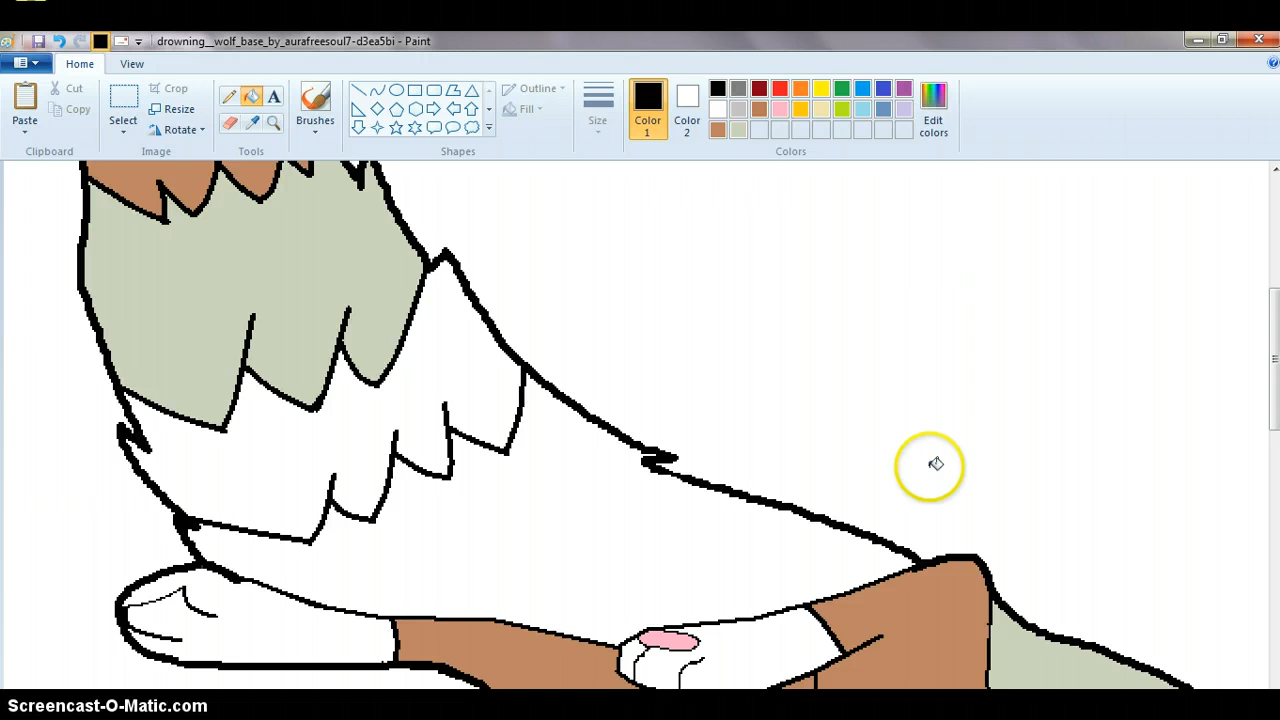 drowning__wolf_base_by_aurafreesoul7-d3ea5bi - Paint
Home View
Paste
Cut
Copy
Clipboard
Select
Crop
Resize
Rotate
Image
A
Tools
Brushes
Shapes
Outline
Fill
Size
Color 1
Color 2
Edit colors
Colors
Screencast-O-Matic.com